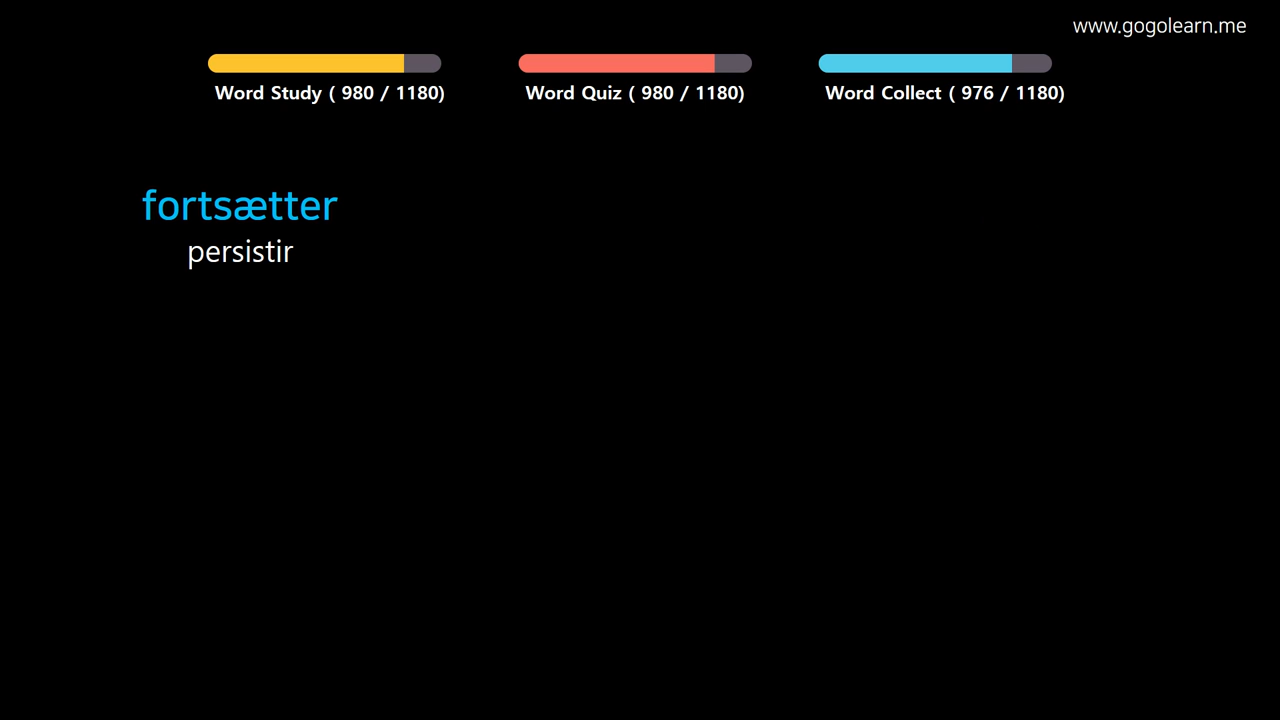 www.gogolearn.me
Word Study ( 980 / 1180)
Word Quiz ( 980 / 1180)
Word Collect ( 976 / 1180)
fortsætter
persistir